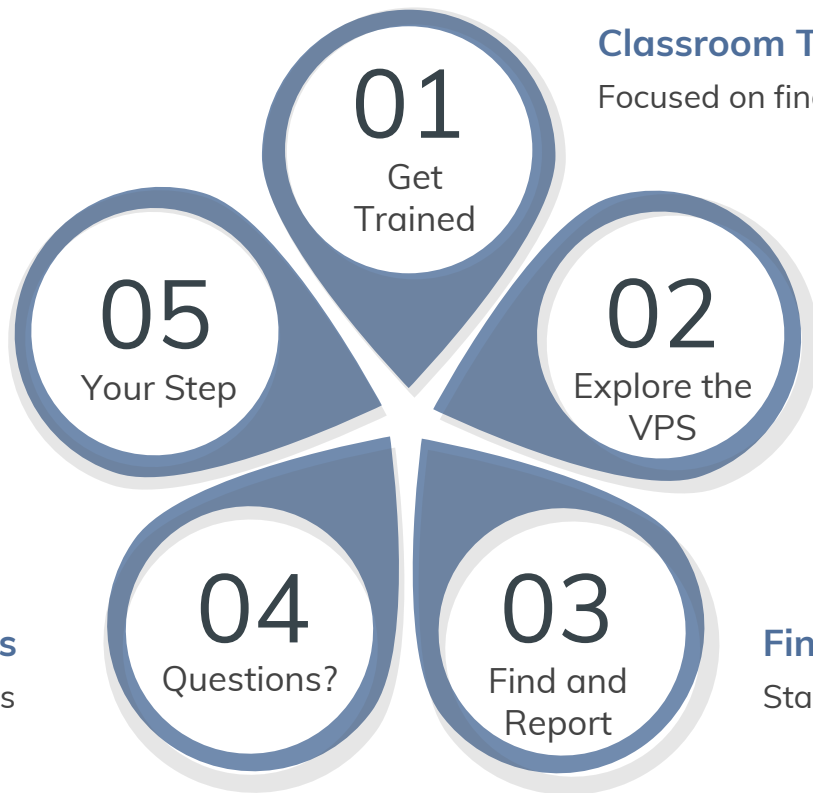 Classroom T
Focused on fin
01
Get
Trained
02
Explore the
VPS
03
Find and
Report
Fin
Sta
04
Questions?
s
s
05
Your Step